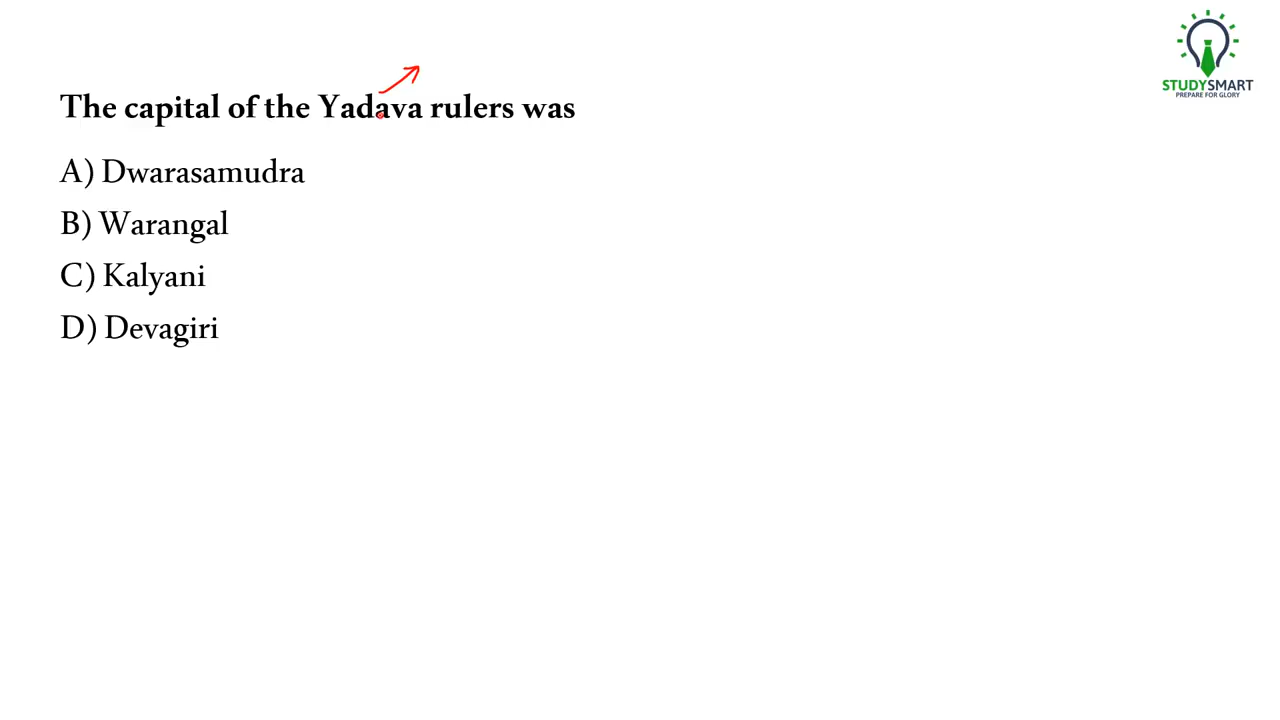 STUDYSMART
PREPARE FOR GLORY
The capital of the Yadava rulers was
A) Dwarasamudra
B) Warangal
C) Kalyani
D) Devagiri